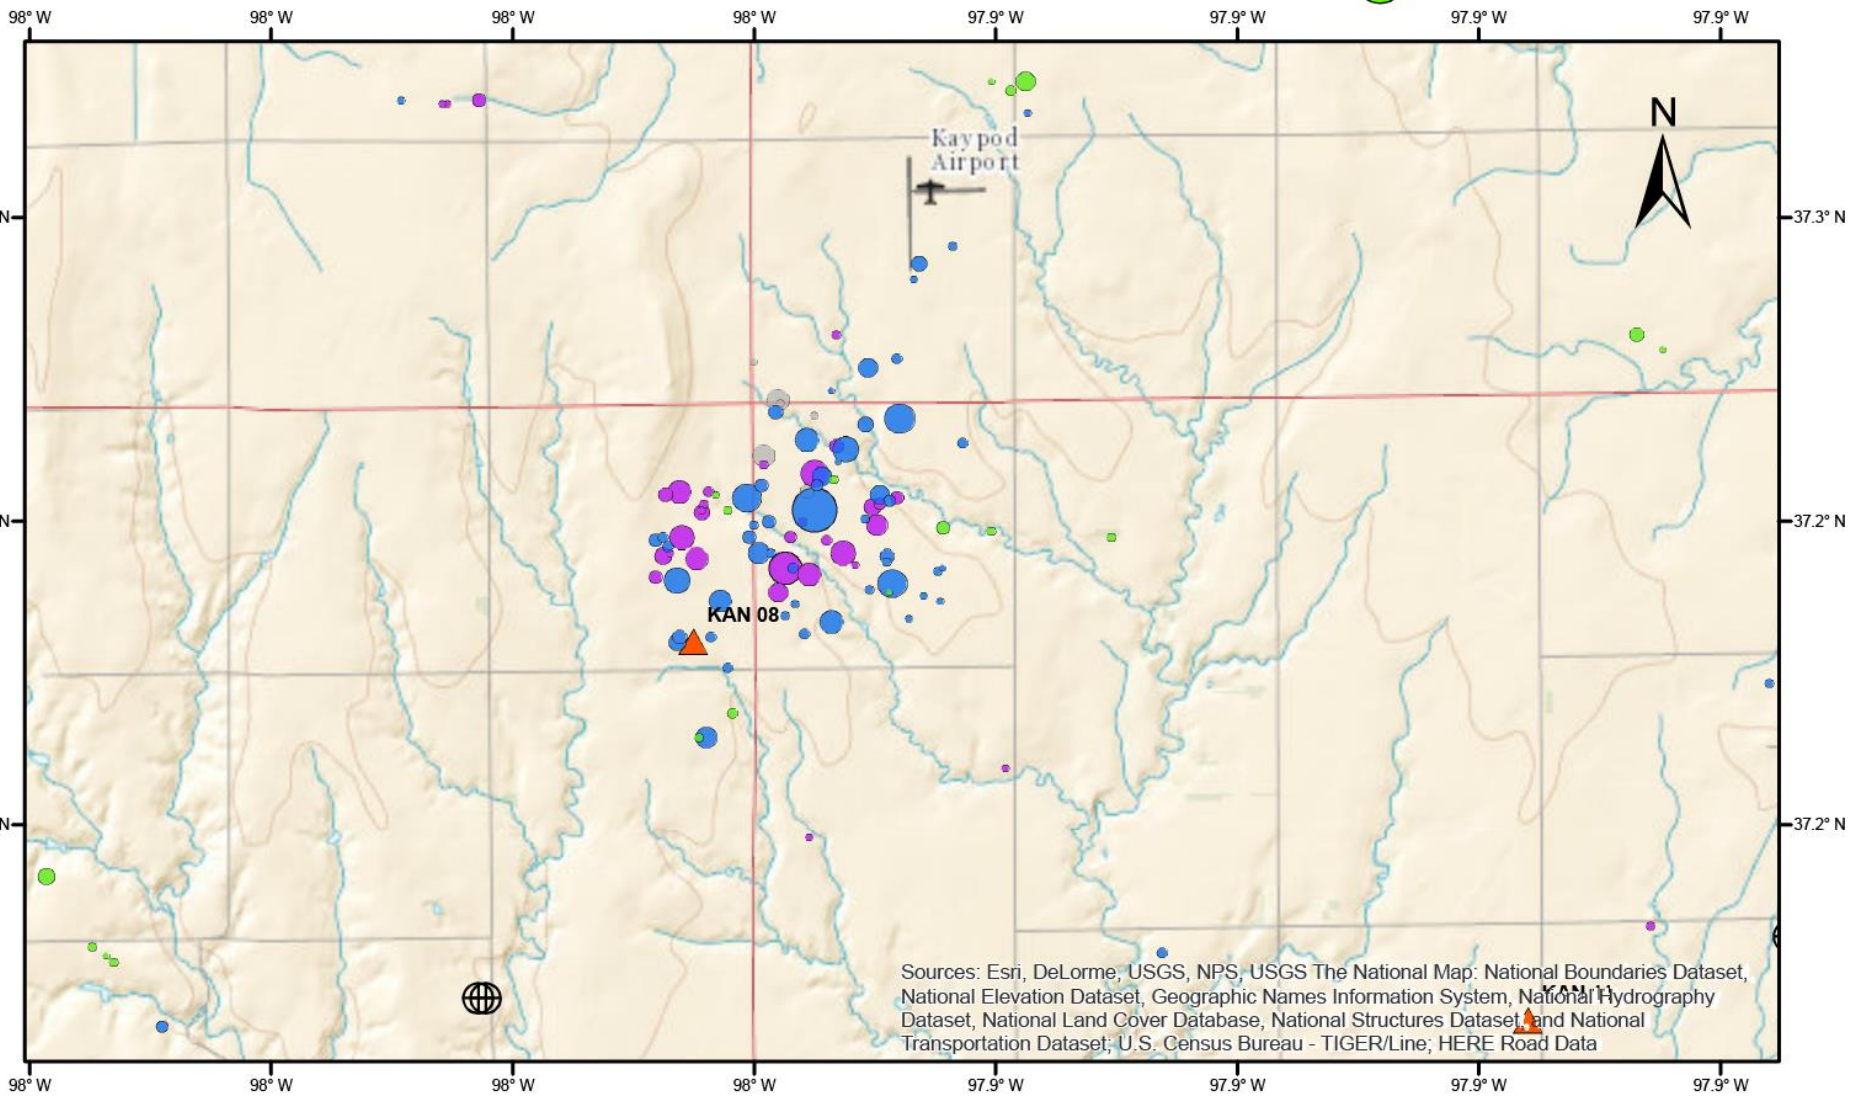 98° W 98° W 98° W 98° W 97.9° W 97.9° W 97.9° W 97.9° W
N
Kaypod
Airport
N 37.3° N
N 37.2° N
KAN 08
N 37.2° N
Sources: Esri, DeLorme, USGS, NPS, USGS The National Map: National Boundaries Dataset,
National Elevation Dataset, Geographic Names Information System, National Hydrography
Dataset, National Land Cover Database, National Structures Dataset, and National
Transportation Dataset; U.S. Census Bureau - TIGER/Line; HERE Road Data
98° W 98° W 98° W 98° W 97.9° W 97.9° W 97.9° W 97.9° W